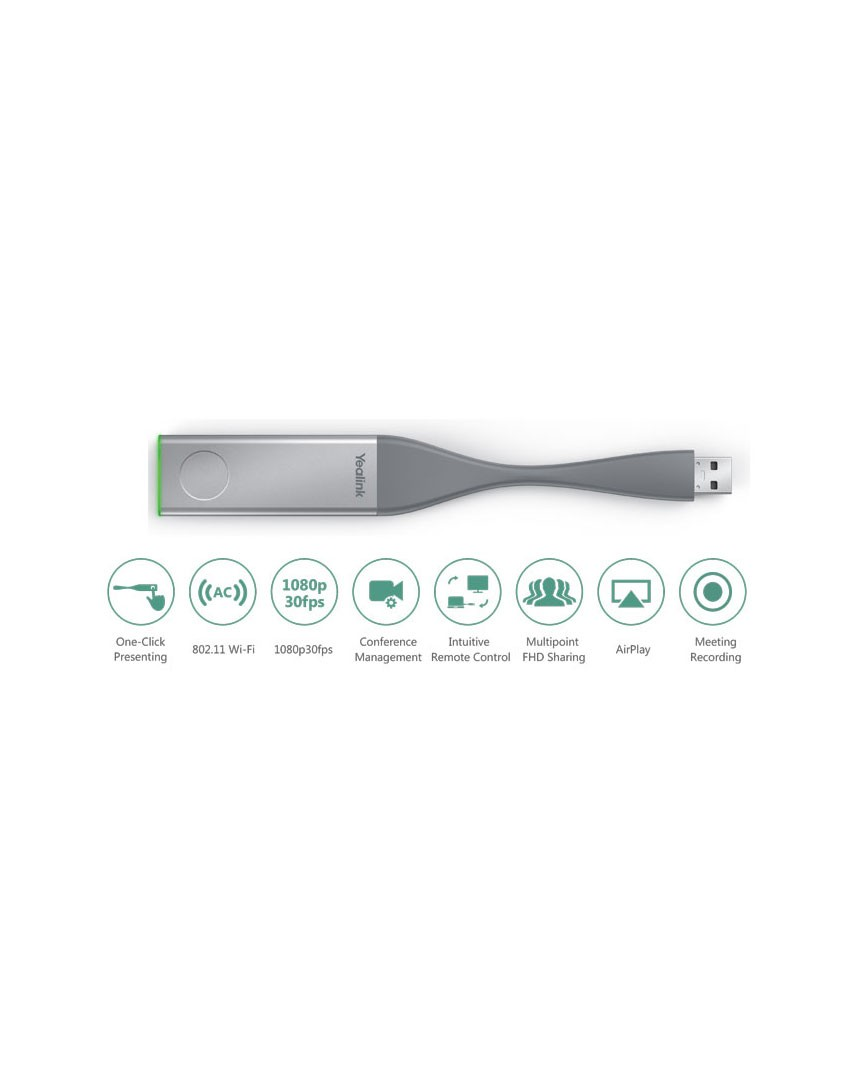 Yealink
(AC)
1080p
30fps
One-Click
Presenting
802.11 Wi-Fi
1080p30fps
Conference
Management
Intuitive
Remote Control
Multipoint
FHD Sharing
AirPlay
Meeting
Recording